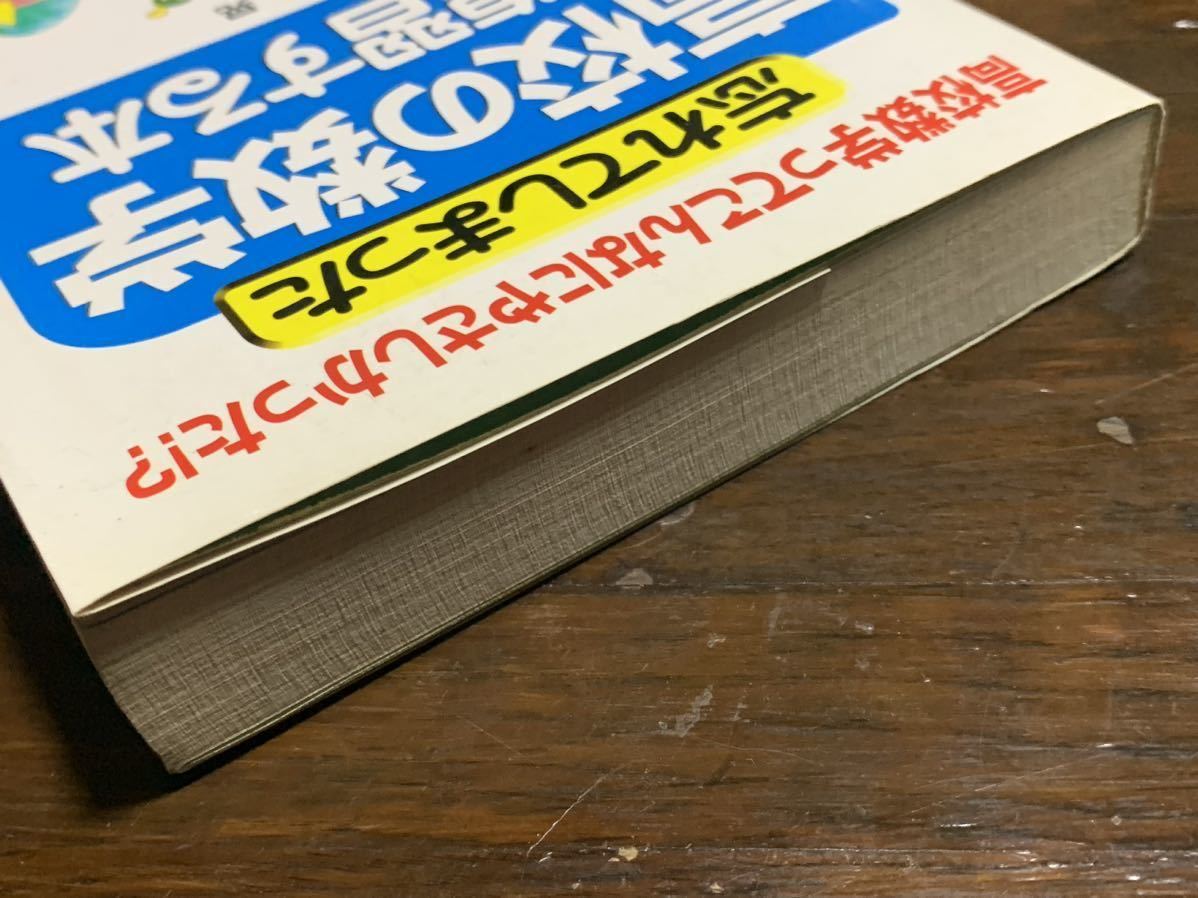 高校数学ってこんなにやさしかった!?
忘れてしまった
高校の数学
復習する本